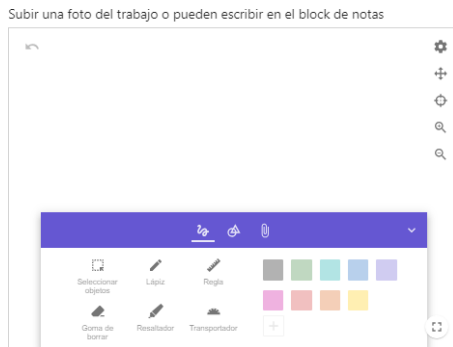 Subir una foto del trabajo o pueden escribir en el block de notas
Seleccionar objetos
Lápiz
Regla
Goma de borrar
Resaltador
Transportador